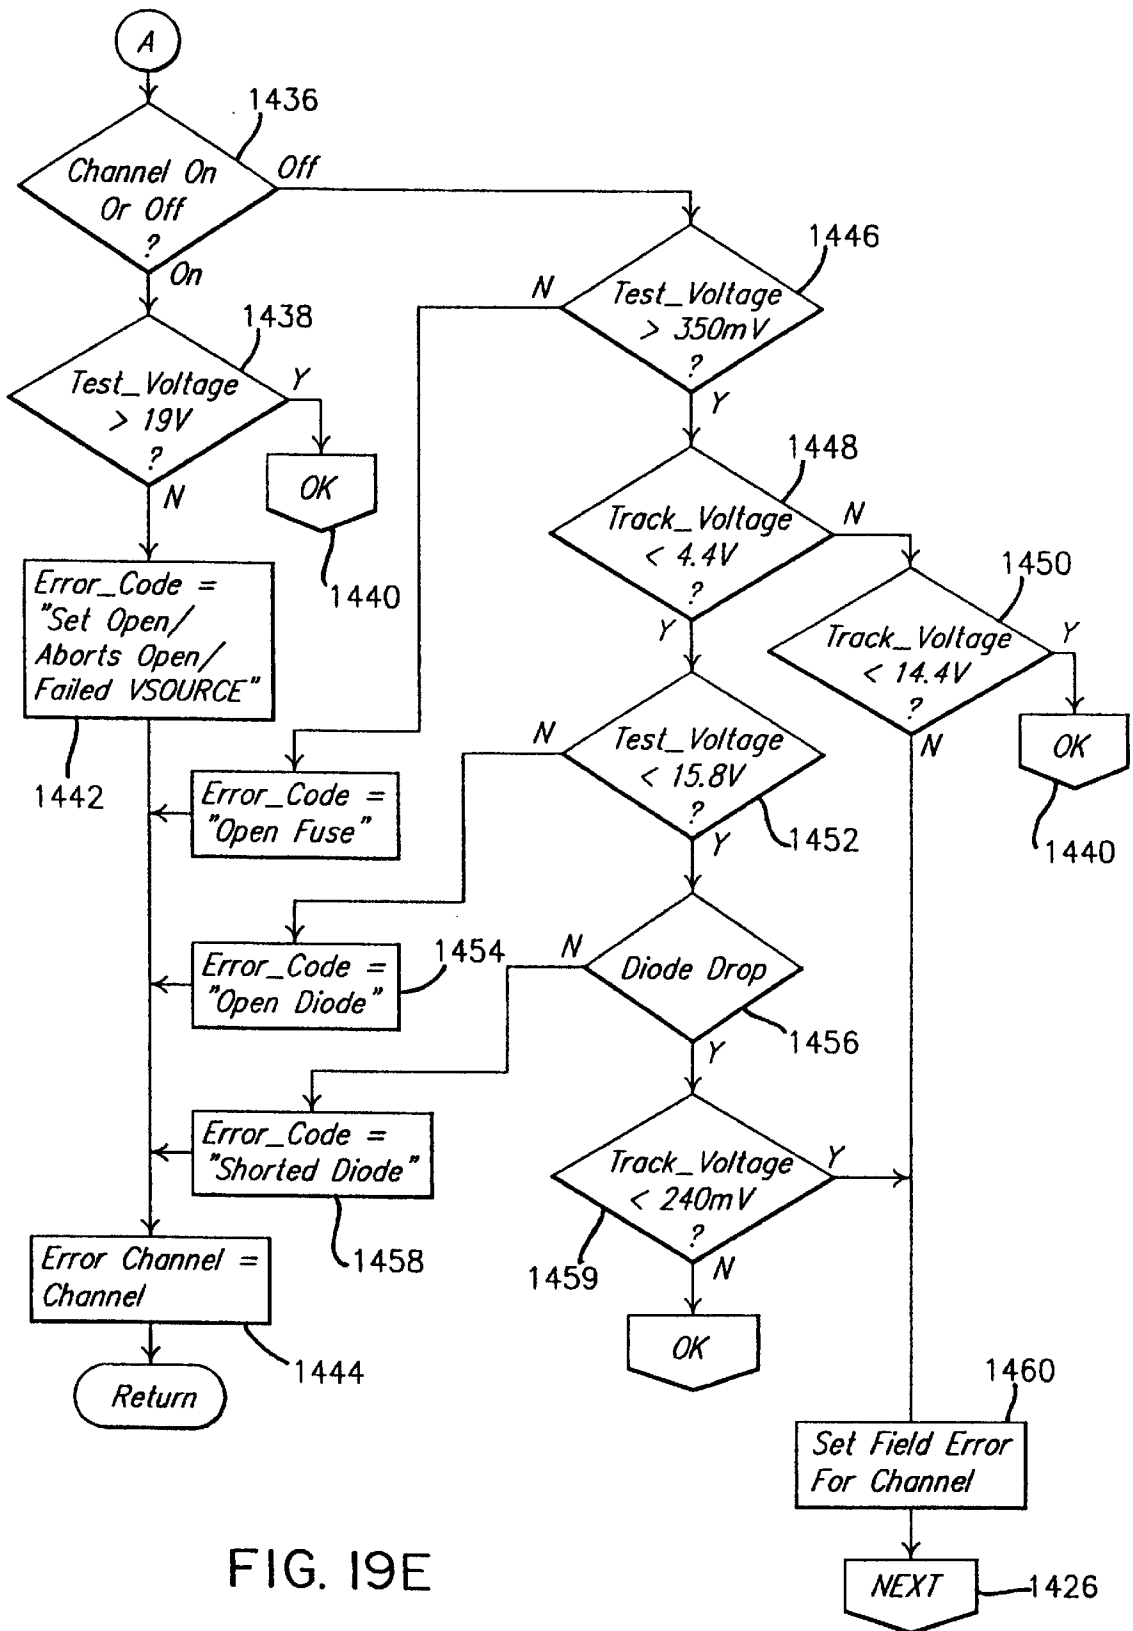 A
1436
Channel On
Or Off
?
Off
On
1446
Test_Voltage
> 350mV
?
N
Y
1438
Test_Voltage
> 19V
?
Y
N
OK
1440
1448
Track_Voltage
< 4.4V
?
N
Y
1450
Track_Voltage
< 14.4V
?
Y
N
OK
1440
Error_Code =
"Set Open/
Aborts Open/
Failed VSOURCE"
1442
Error_Code =
"Open Fuse"
Test_Voltage
< 15.8V
?
N
Y
1452
Error_Code =
"Open Diode"
1454
Diode Drop
N
Y
1456
Error_Code =
"Shorted Diode"
1458
Track_Voltage
< 240mV
?
Y
N
1459
OK
Error Channel =
Channel
1444
Return
1460
Set Field Error
For Channel
NEXT
1426
FIG. 19E